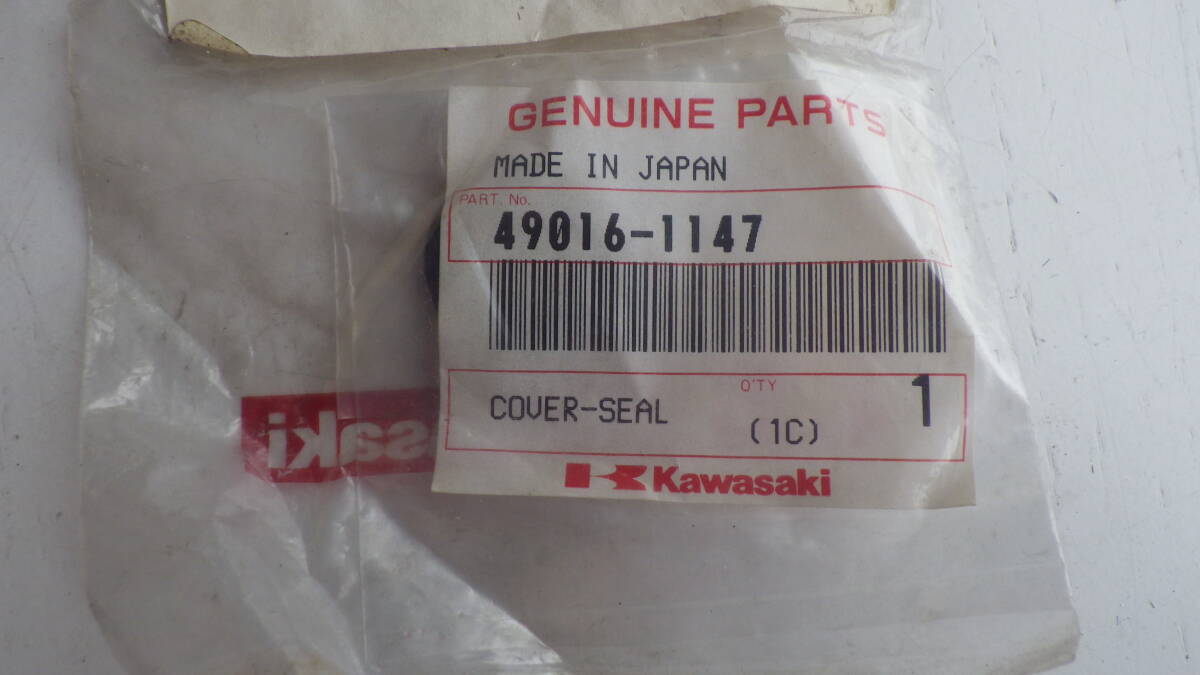 GENUINE PARTS
MADE IN JAPAN
PART. No.
49016-1147
COVER-SEAL
Q'TY
1
(1C)
Kawasaki
saki